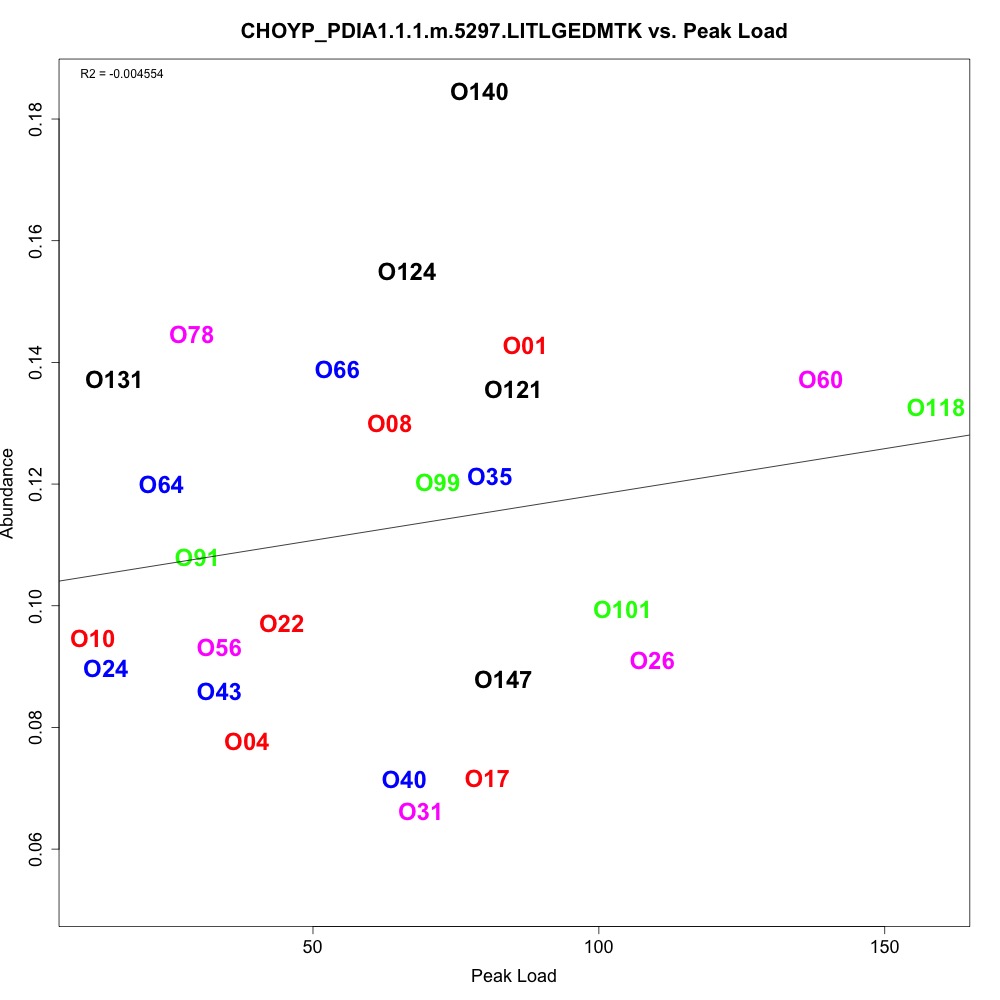 CHOYP_PDIA1.1.1.m.5297.LITLGEDMTK vs. Peak Load
R2 = -0.004554
O140
0.18
0.16
O124
O78
O01
0.14
O66
O131
O121
O60
O118
O08
O64
O99
O35
0.12
Abundance
O91
0.10
O101
O10
O22
O56
O24
O26
O43
O147
0.08
O04
O40
O17
O31
0.06
50
100
150
Peak Load